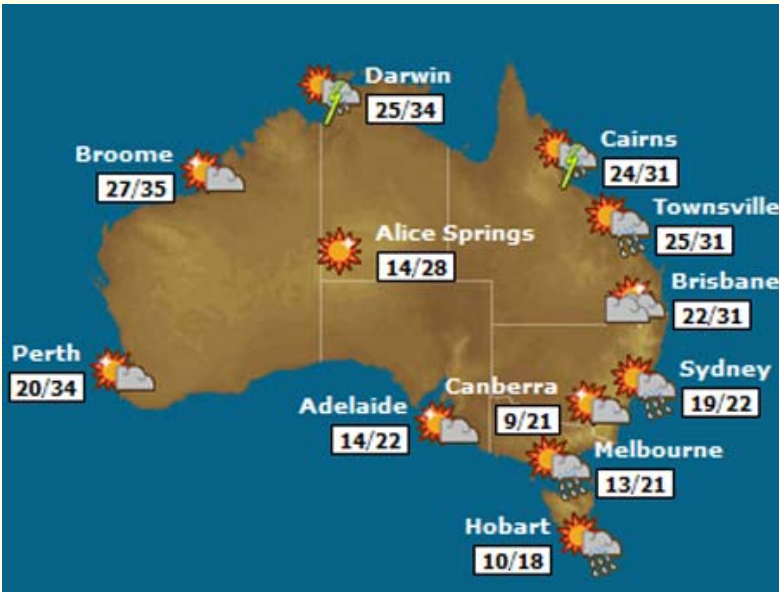 Darwin
25/34
Broome
27/35
Cairns
24/31
Townsville
25/31
Alice Springs
14/28
Brisbane
22/31
Perth
20/34
Sydney
19/22
Canberra
9/21
Adelaide
14/22
Melbourne
13/21
Hobart
10/18